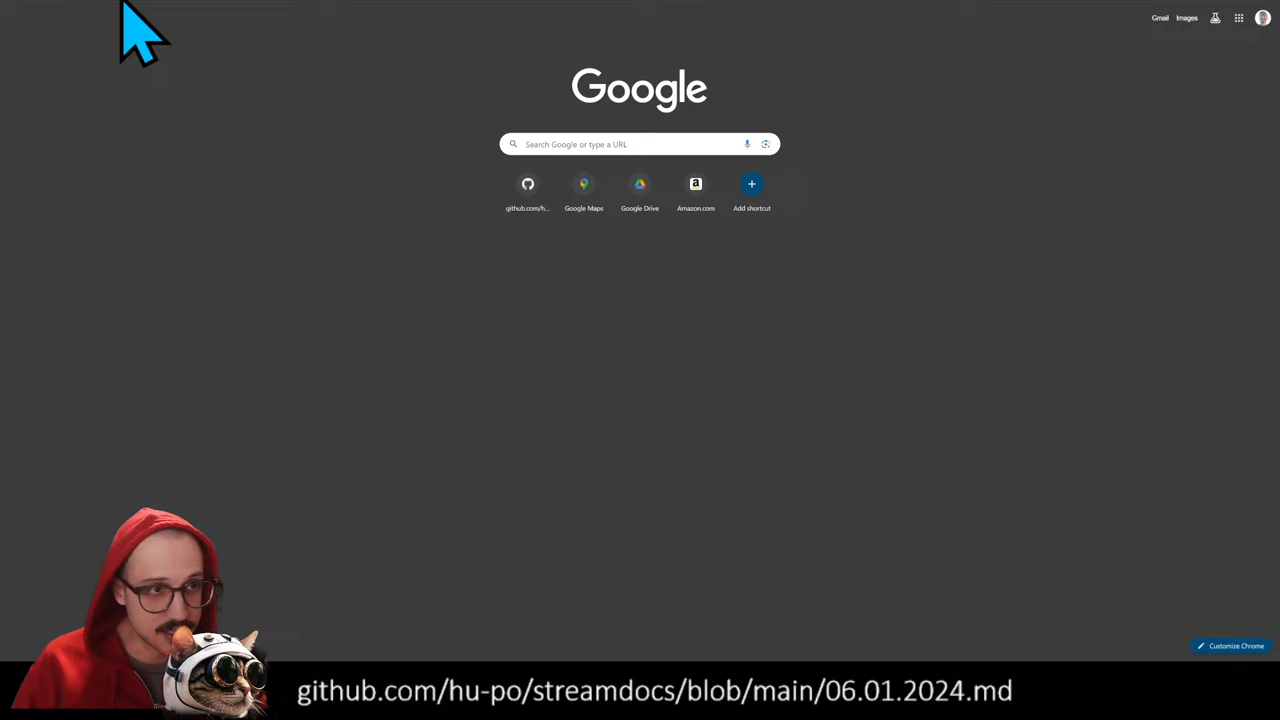 Gmail Images
Google
Search Google or type a URL
github.com/h... Google Maps Google Drive Amazon.com Add shortcut
Customize Chrome
github.com/hu-po/streamdocs/blob/main/06.01.2024.md